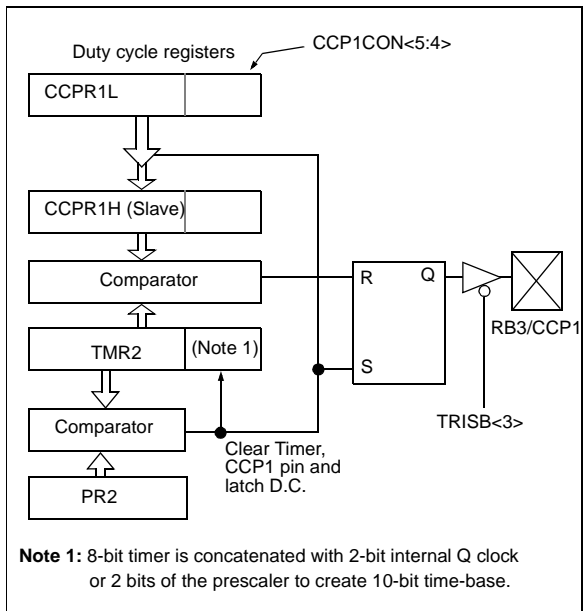 Duty cycle registers
CCP1CON<5:4>
CCPR1L
CCPR1H (Slave)
Comparator
R
Q
RB3/CCP1
TMR2
(Note 1)
S
TRISB<3>
Comparator
Clear Timer,
CCP1 pin and
latch D.C.
PR2
Note 1: 8-bit timer is concatenated with 2-bit internal Q clock
or 2 bits of the prescaler to create 10-bit time-base.